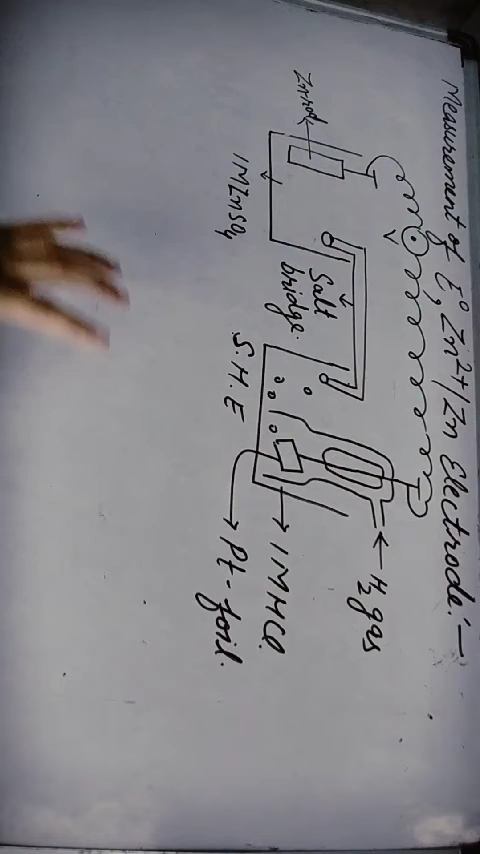 Measurement of E°, Zn²⁺/Zn Electrode:—
V
Zn rod
1M ZnSO₄
Salt
bridge.
S.H.E
← H₂ gas
→ 1M HCl.
→ Pt-foil.